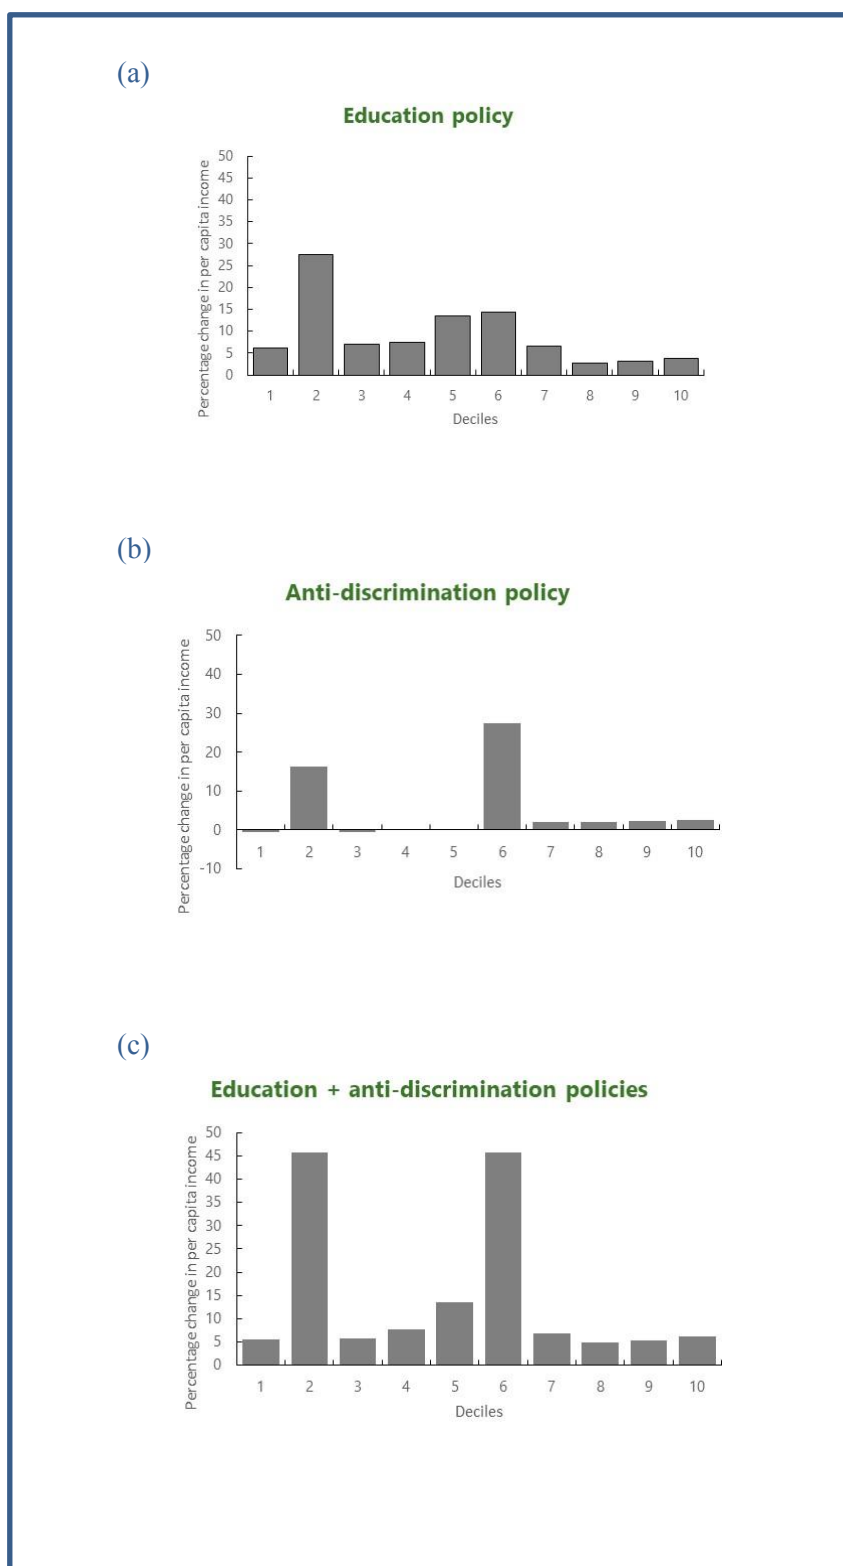 (a)
Education policy
Percentage change in per capita income
50
45
40
35
30
25
20
15
10
5
0
1 2 3 4 5 6 7 8 9 10
Deciles
(b)
Anti-discrimination policy
Percentage change in per capita income
50
40
30
20
10
0
-10
1 2 3 4 5 6 7 8 9 10
Deciles
(c)
Education + anti-discrimination policies
Percentage change in per capita income
50
45
40
35
30
25
20
15
10
5
0
1 2 3 4 5 6 7 8 9 10
Deciles